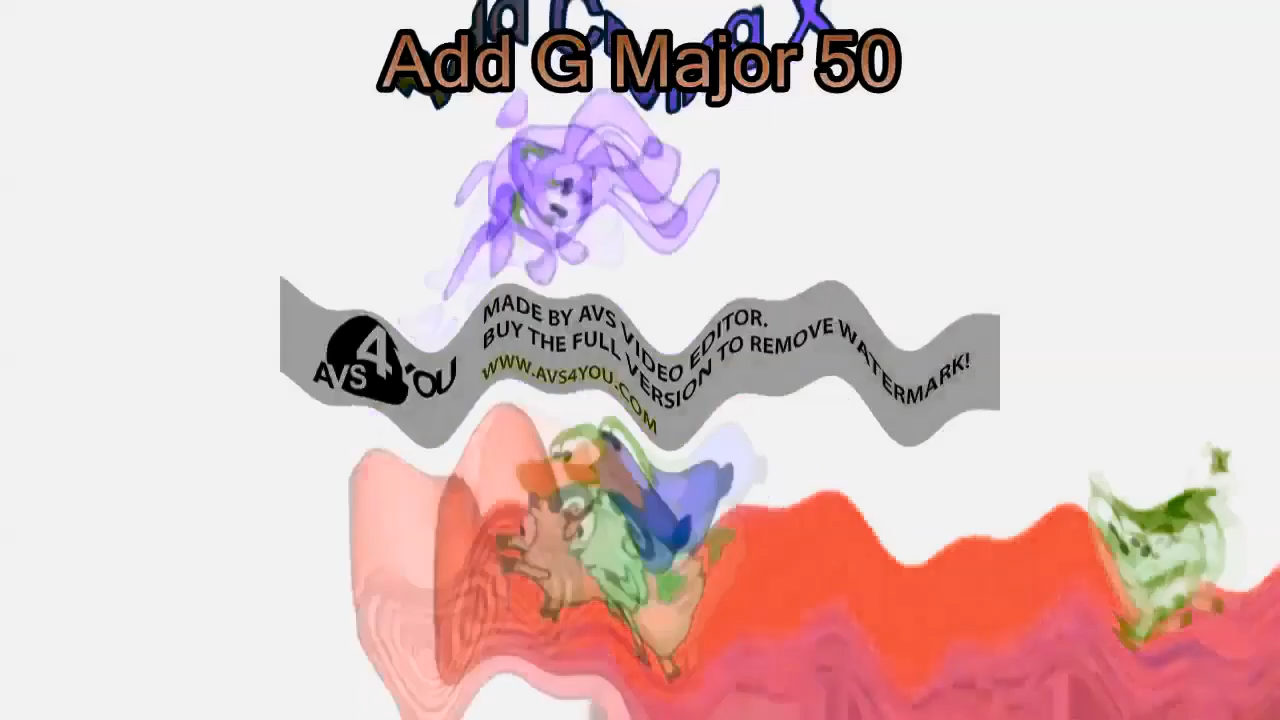 Add G Major 50
AVS4YOU
MADE BY AVS VIDEO EDITOR.
BUY THE FULL VERSION TO REMOVE WATERMARK!
WWW.AVS4YOU.COM